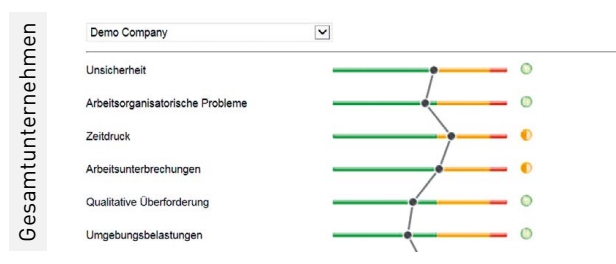 Gesamtunternehmen
Demo Company
Unsicherheit
Arbeitsorganisatorische Probleme
Zeitdruck
Arbeitsunterbrechungen
Qualitative Überforderung
Umgebungsbelastungen